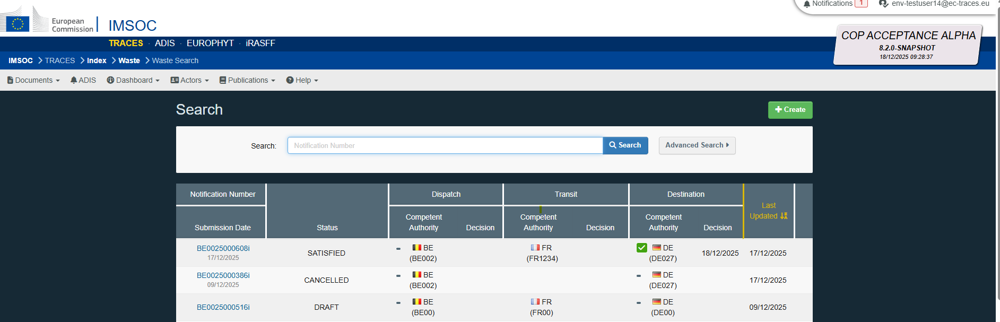 Notifications 1 env-testuser14@ec-traces.eu
European
Commission
IMSOC
COP ACCEPTANCE ALPHA
8.2.0-SNAPSHOT
18/12/2025 09:28:37
TRACES · ADIS · EUROPHYT · iRASFF
IMSOC > TRACES > Index > Waste > Waste Search
Documents ADIS Dashboard Actors Publications Help
Search
Create
Search: Notification Number Search Advanced Search
Notification Number Dispatch Transit Destination
Last
Updated
Competent Competent Competent
Submission Date Status Authority Decision Authority Decision Authority Decision
BE0025000608i BE FR DE
17/12/2025 SATISFIED (BE002) (FR1234) (DE027) 18/12/2025 17/12/2025
BE0025000386i BE DE
09/12/2025 CANCELLED (BE002) (DE027) 17/12/2025
BE FR DE
BE0025000516i DRAFT (BE00) (FR00) (DE00) 09/12/2025